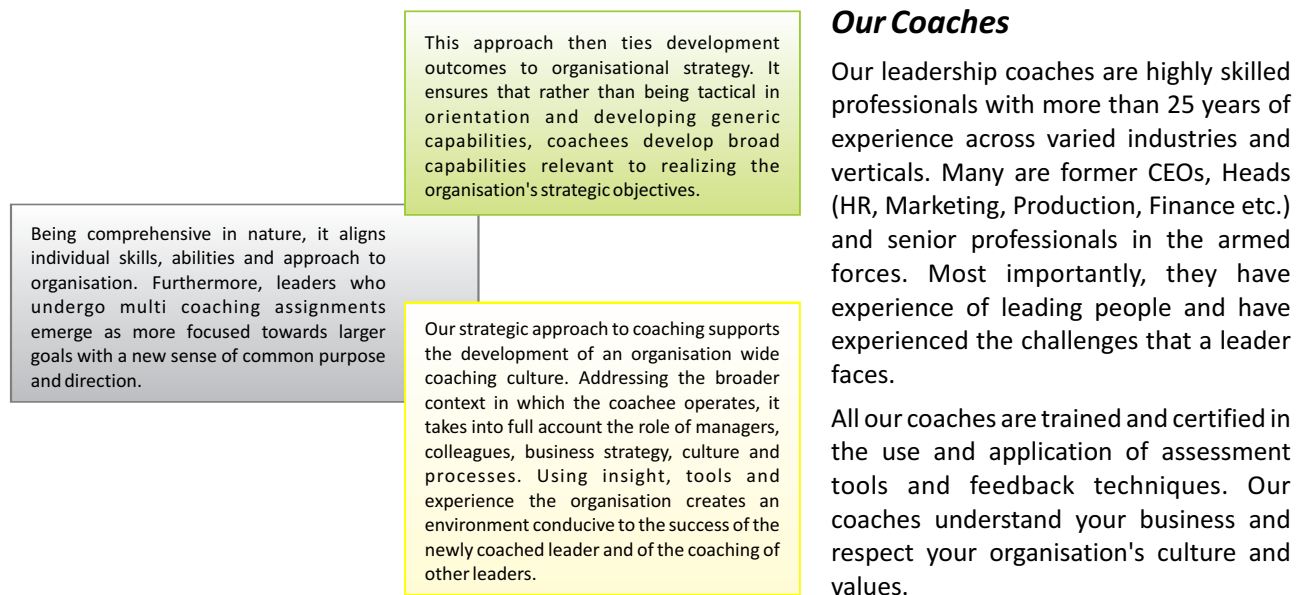 This approach then ties development
outcomes to organisational strategy. It
ensures that rather than being tactical in
orientation and developing generic
capabilities, coachees develop broad
capabilities relevant to realizing the
organisation's strategic objectives.
Being comprehensive in nature, it aligns
individual skills, abilities and approach to
organisation. Furthermore, leaders who
undergo multi coaching assignments
emerge as more focused towards larger
goals with a new sense of common purpose
and direction.
Our strategic approach to coaching supports
the development of an organisation wide
coaching culture. Addressing the broader
context in which the coachee operates, it
takes into full account the role of managers,
colleagues, business strategy, culture and
processes. Using insight, tools and
experience the organisation creates an
environment conducive to the success of the
newly coached leader and of the coaching of
other leaders.
Our Coaches
Our leadership coaches are highly skilled
professionals with more than 25 years of
experience across varied industries and
verticals. Many are former CEOs, Heads
(HR, Marketing, Production, Finance etc.)
and senior professionals in the armed
forces. Most importantly, they have
experience of leading people and have
experienced the challenges that a leader
faces.
All our coaches are trained and certified in
the use and application of assessment
tools and feedback techniques. Our
coaches understand your business and
respect your organisation's culture and
values.